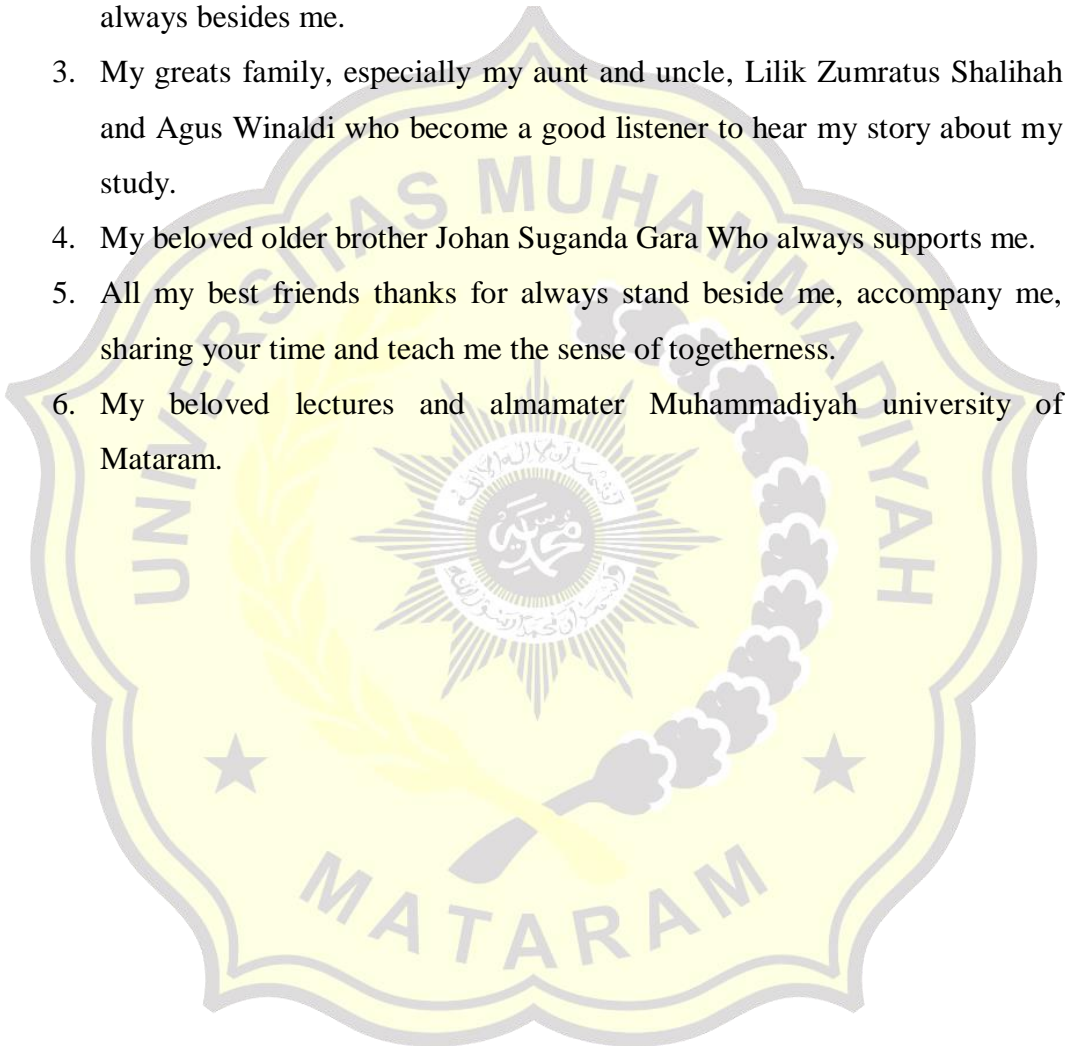 always besides me.
3. My greats family, especially my aunt and uncle, Lilik Zumratus Shalihah
and Agus Winaldi who become a good listener to hear my story about my
study.
4. My beloved older brother Johan Suganda Gara Who always supports me.
5. All my best friends thanks for always stand beside me, accompany me,
sharing your time and teach me the sense of togetherness.
6. My beloved lectures and almamater Muhammadiyah university of
Mataram.
UNIVERSITAS MUHAMMADIYAH
MATARAM